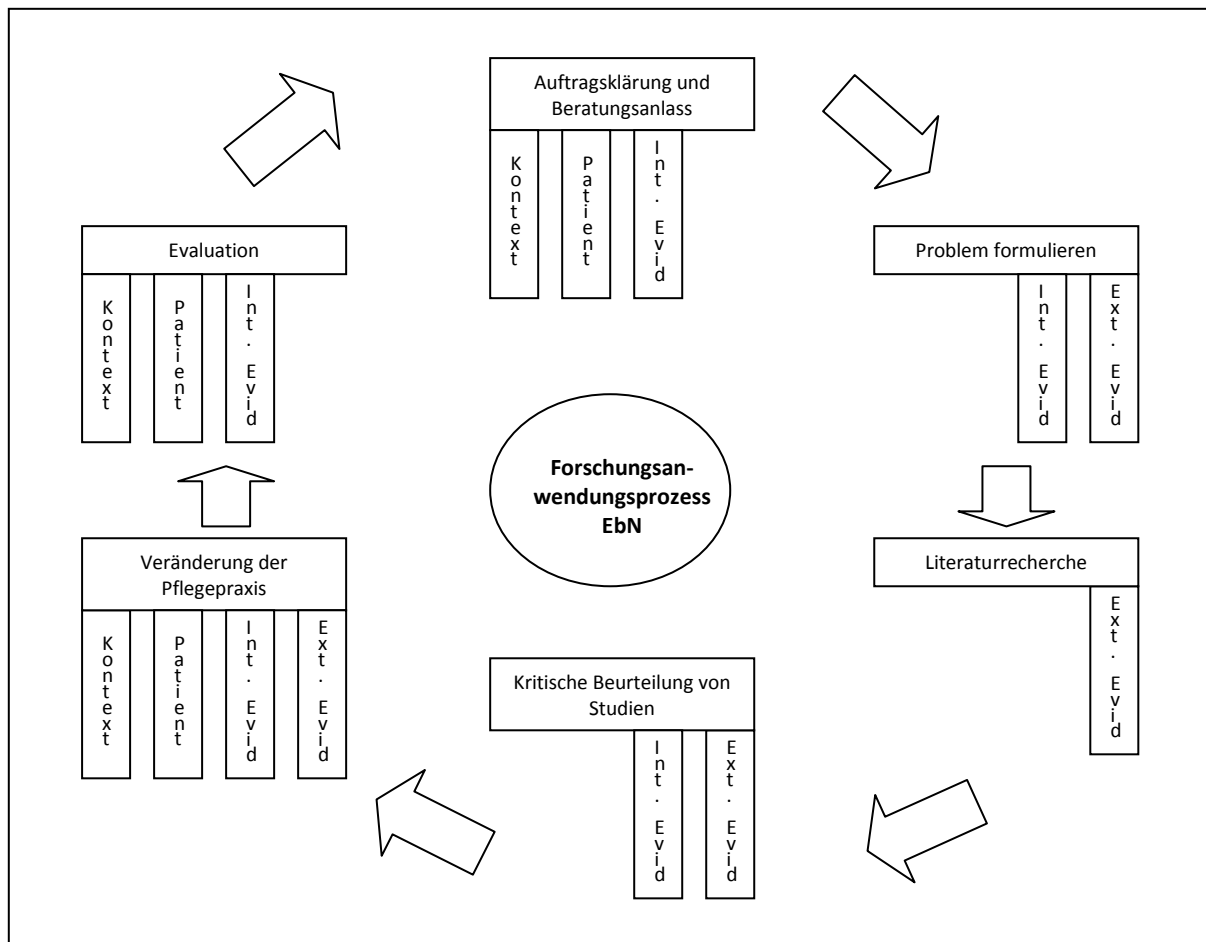 Auftragsklärung und
Beratungsanlass
Kontext
Patient
Int. Evid
Problem formulieren
Int. Evid
Ext. Evid
Literaturrecherche
Ext. Evid
Kritische Beurteilung von
Studien
Int. Evid
Ext. Evid
Veränderung der
Pflegepraxis
Kontext
Patient
Int. Evid
Ext. Evid
Evaluation
Kontext
Patient
Int. Evid
Forschungsan-
wendungsprozess
EbN